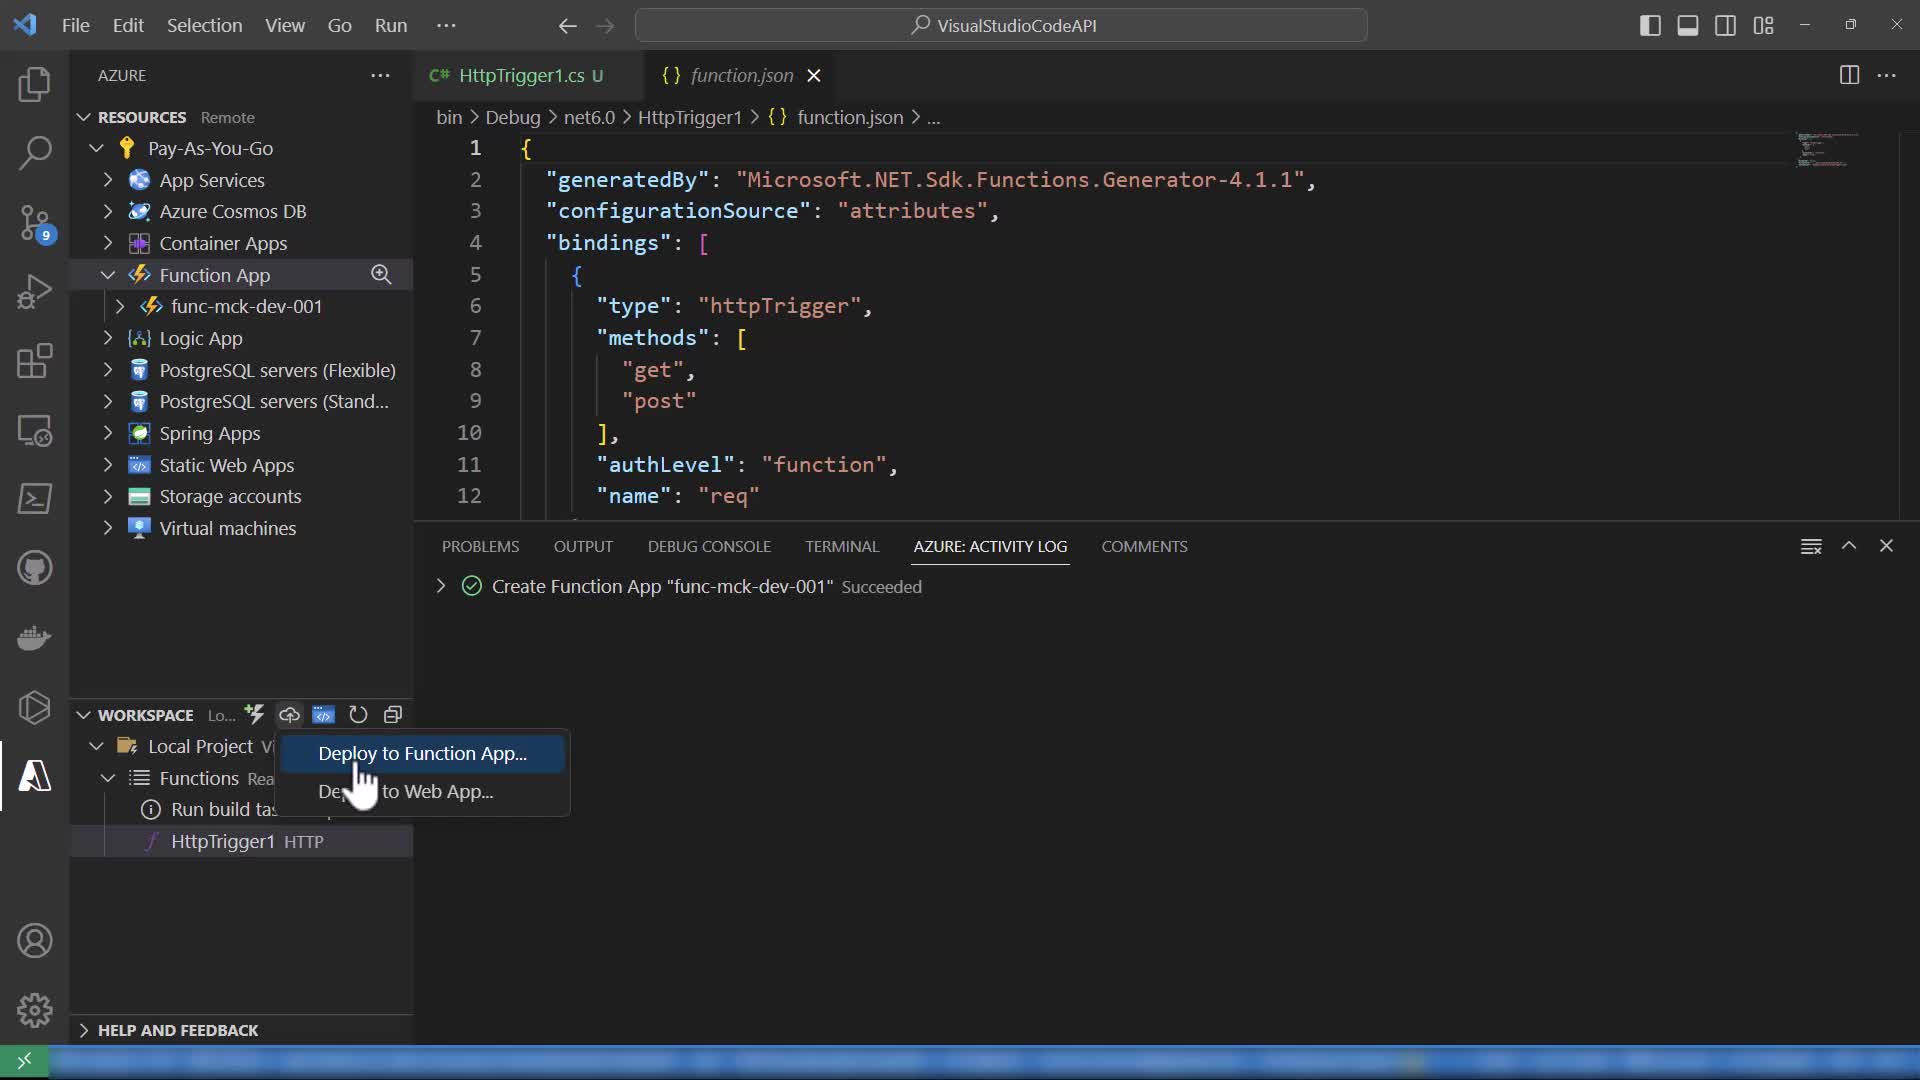 File Edit Selection View Go Run ...
VisualStudioCodeAPI
AZURE ...
RESOURCES Remote
Pay-As-You-Go
App Services
Azure Cosmos DB
Container Apps
Function App
func-mck-dev-001
Logic App
PostgreSQL servers (Flexible)
PostgreSQL servers (Stand...
Spring Apps
Static Web Apps
Storage accounts
Virtual machines
9
C# HttpTrigger1.cs U
{} function.json
bin > Debug > net6.0 > HttpTrigger1 > {} function.json > ...
1 {
2 "generatedBy": "Microsoft.NET.Sdk.Functions.Generator-4.1.1",
3 "configurationSource": "attributes",
4 "bindings": [
5 {
6 "type": "httpTrigger",
7 "methods": [
8 "get",
9 "post"
10 ],
11 "authLevel": "function",
12 "name": "req"
PROBLEMS OUTPUT DEBUG CONSOLE TERMINAL AZURE: ACTIVITY LOG COMMENTS
Create Function App "func-mck-dev-001" Succeeded
WORKSPACE Lo...
Local Project
Functions
Run build
HttpTrigger1 HTTP
Deploy to Function App...
to Web App...
HELP AND FEEDBACK